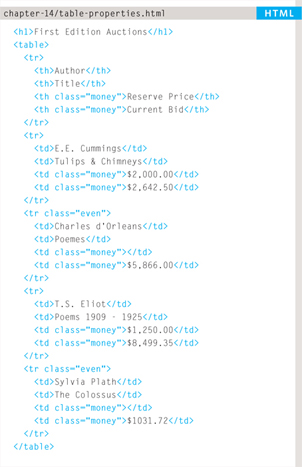 chapter-14/table-properties.html HTML
<h1>First Edition Auctions</h1>
<table>
  <tr>
    <th>Author</th>
    <th>Title</th>
    <th class="money">Reserve Price</th>
    <th class="money">Current Bid</th>
  </tr>
  <tr>
    <td>E.E. Cummings</td>
    <td>Tulips & Chimneys</td>
    <td class="money">$2,000.00</td>
    <td class="money">$2,642.50</td>
  </tr>
  <tr class="even">
    <td>Charles d'Orleans</td>
    <td>Poemes</td>
    <td class="money"></td>
    <td class="money">$5,866.00</td>
  </tr>
  <tr>
    <td>T.S. Eliot</td>
    <td>Poems 1909 - 1925</td>
    <td class="money">$1,250.00</td>
    <td class="money">$8,499.35</td>
  </tr>
  <tr class="even">
    <td>Sylvia Plath</td>
    <td>The Colossus</td>
    <td class="money"></td>
    <td class="money">$1031.72</td>
  </tr>
</table>